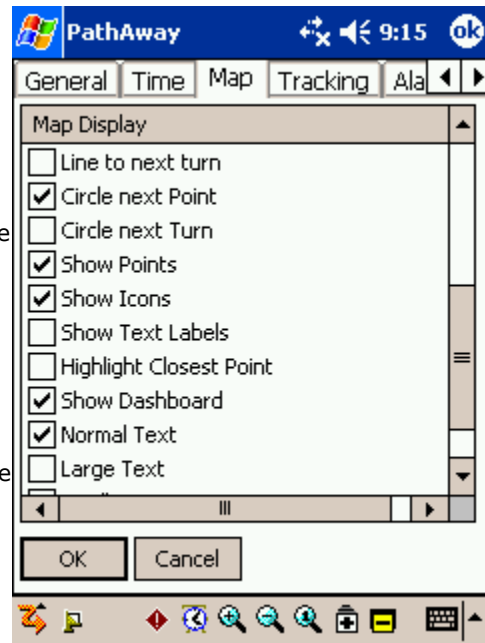 PathAway 9:15 ok
General Time Map Tracking Ala
Map Display
Line to next turn
Circle next Point
e
Circle next Turn
Show Points
Show Icons
Show Text Labels
Highlight Closest Point
Show Dashboard
Normal Text
e
Large Text
OK Cancel